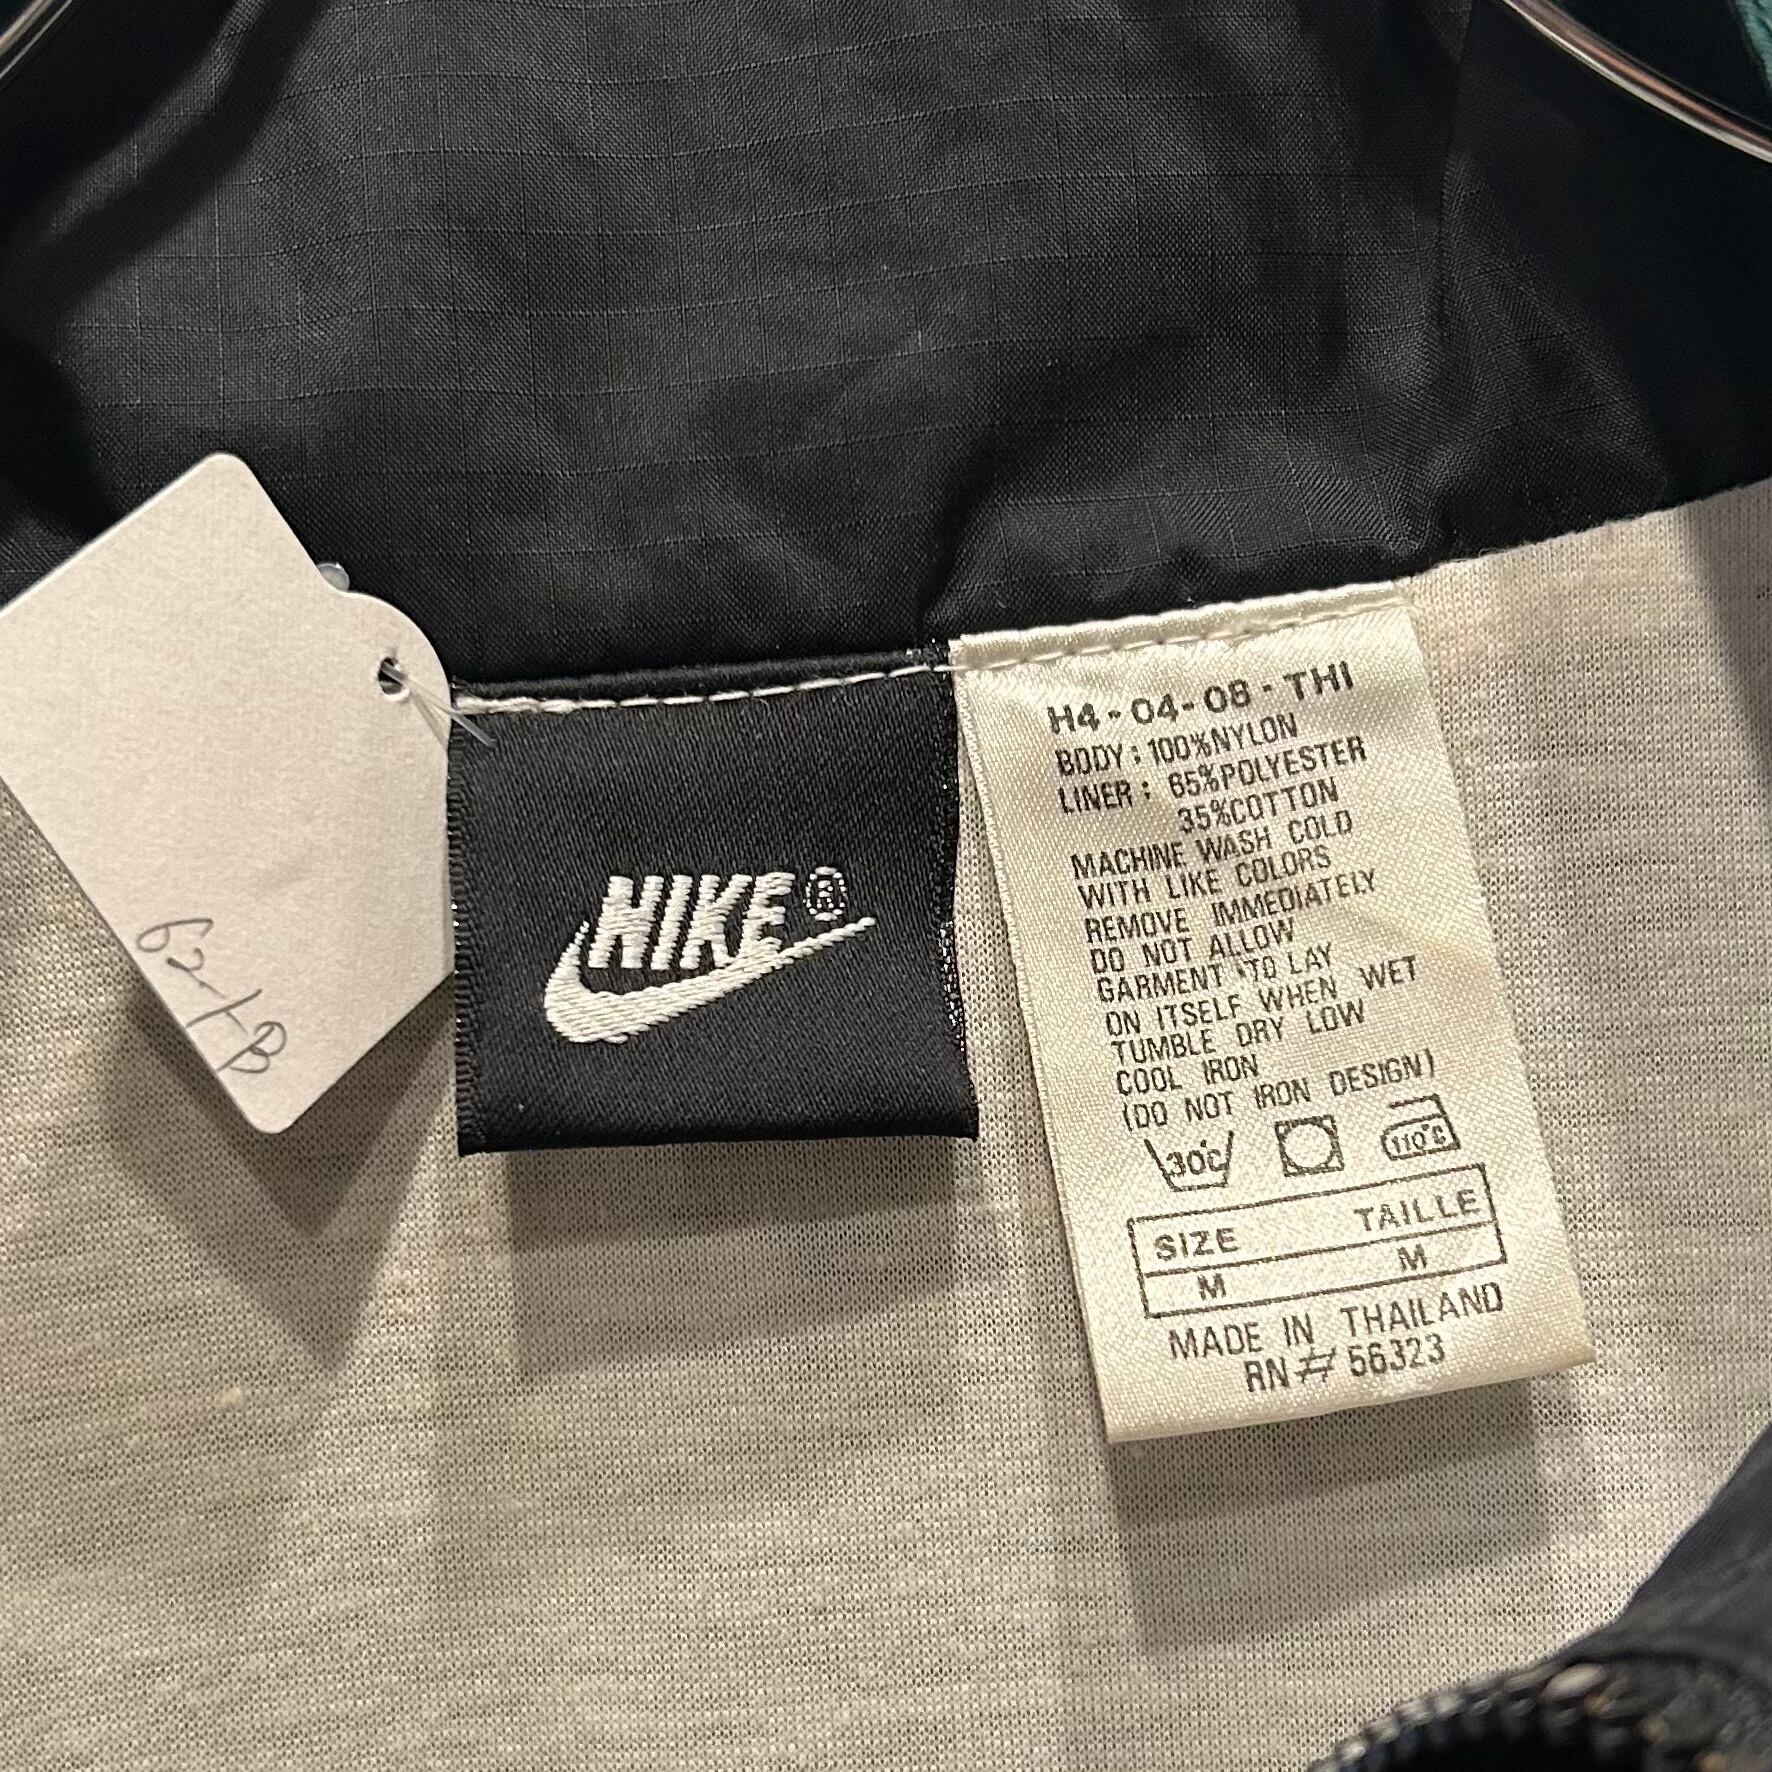 NIKE®
H4-04-08-THI
BODY: 100%NYLON
LINER: 65%POLYESTER
35%COTTON
MACHINE WASH COLD
WITH LIKE COLORS
REMOVE IMMEDIATELY
DO NOT ALLOW
GARMENT TO LAY
ON ITSELF WHEN WET
TUMBLE DRY LOW
COOL IRON
(DO NOT IRON DESIGN)
30°C 110°C
SIZE TAILLE
M M
MADE IN THAILAND
RN# 56323